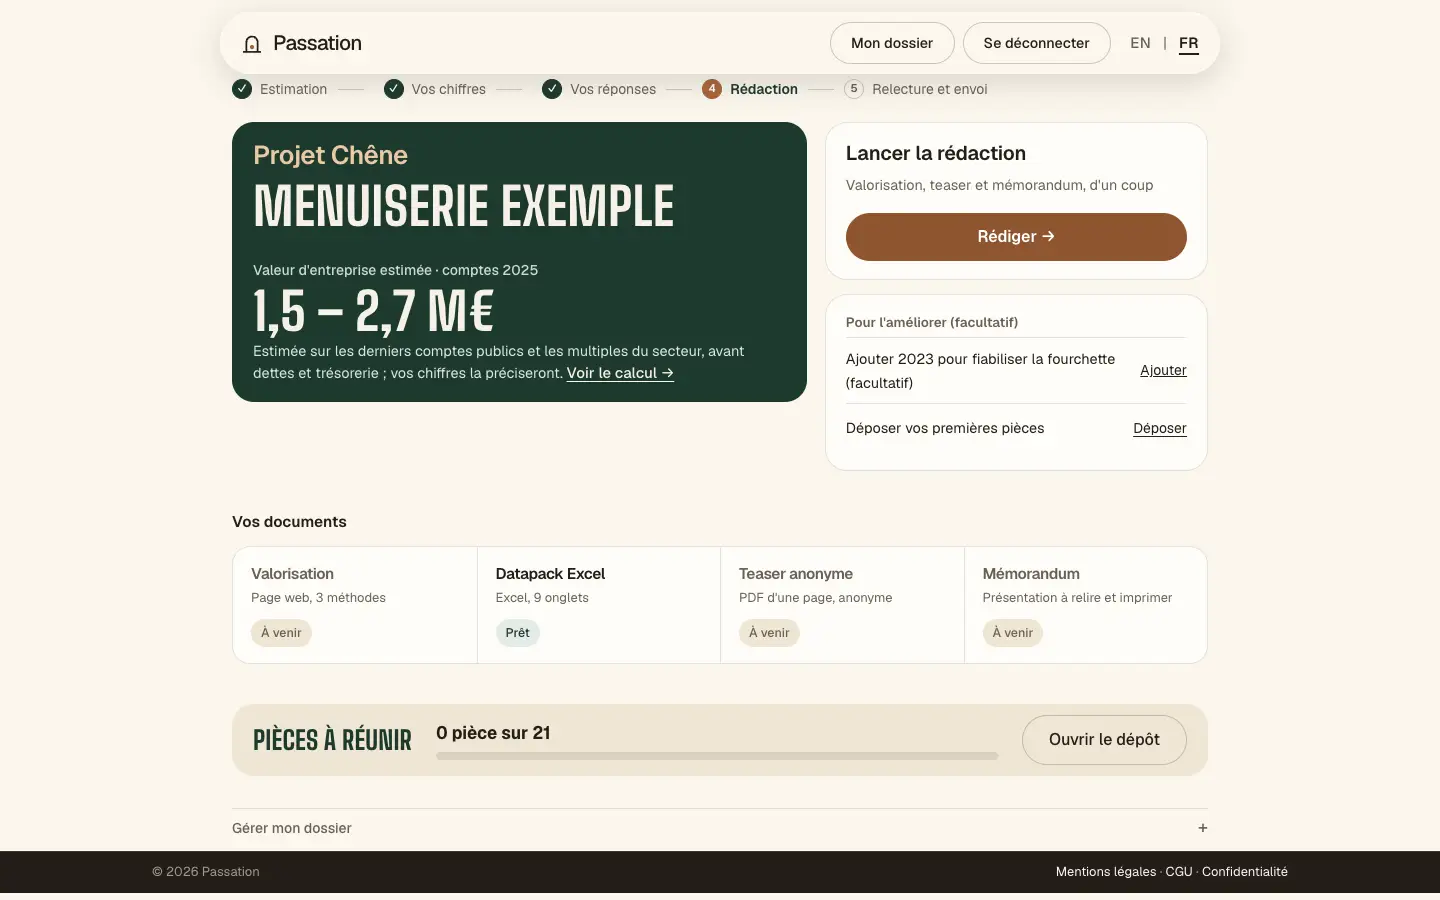 Passation
Mon dossier
Se déconnecter
EN | FR
Estimation
Vos chiffres
Vos réponses
4 Rédaction
5 Relecture et envoi
Projet Chêne
MENUISERIE EXEMPLE
Valeur d'entreprise estimée · comptes 2025
1,5 – 2,7 M€
Estimée sur les derniers comptes publics et les multiples du secteur, avant
dettes et trésorerie ; vos chiffres la préciseront. Voir le calcul →
Lancer la rédaction
Valorisation, teaser et mémorandum, d'un coup
Rédiger →
Pour l'améliorer (facultatif)
Ajouter 2023 pour fiabiliser la fourchette
(facultatif)
Ajouter
Déposer vos premières pièces
Déposer
Vos documents
Valorisation
Page web, 3 méthodes
À venir
Datapack Excel
Excel, 9 onglets
Prêt
Teaser anonyme
PDF d'une page, anonyme
À venir
Mémorandum
Présentation à relire et imprimer
À venir
PIÈCES À RÉUNIR
0 pièce sur 21
Ouvrir le dépôt
Gérer mon dossier
+
© 2026 Passation
Mentions légales · CGU · Confidentialité